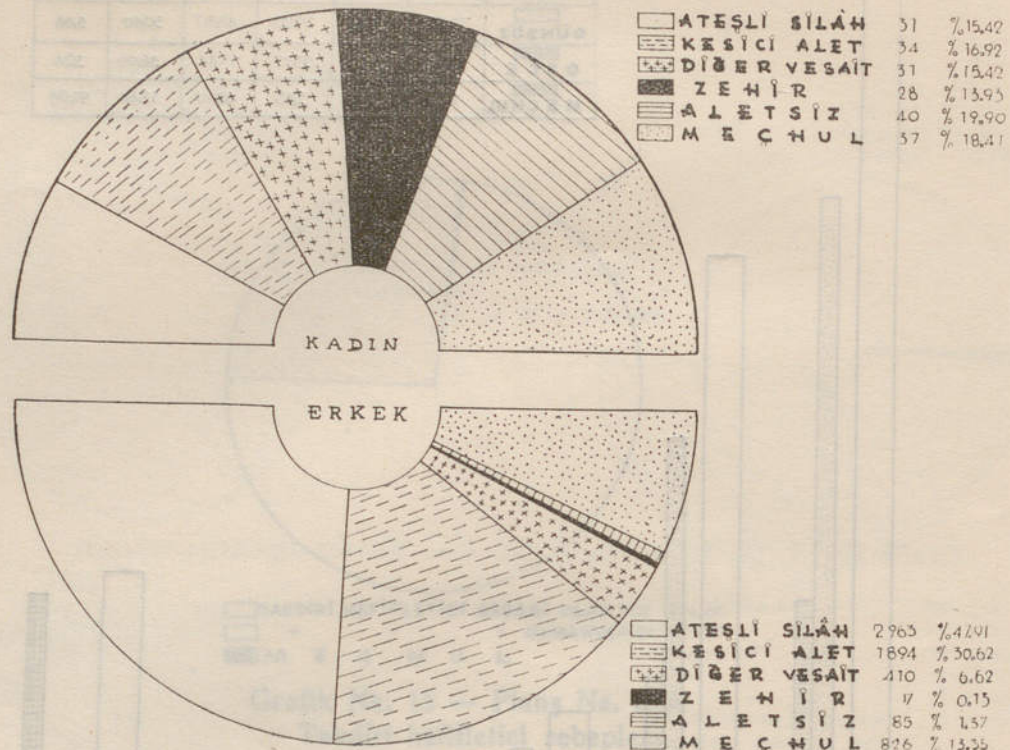 ATEŞLİ SİLÂH 31 %15.42
KESİCİ ALET 34 %16.92
DİĞER VESAİT 31 %15.42
ZEHİR 28 %13.93
ALETSİZ 40 %19.90
MEÇHUL 37 %18.41
KADIN
ERKEK
ATEŞLİ SİLÂH 2963 %47.91
KESİCİ ALET 1894 %30.62
DİĞER VESAİT 410 %6.62
ZEHİR %0.15
ALETSİZ 85 %1.37
MEÇHUL 826 %13.35